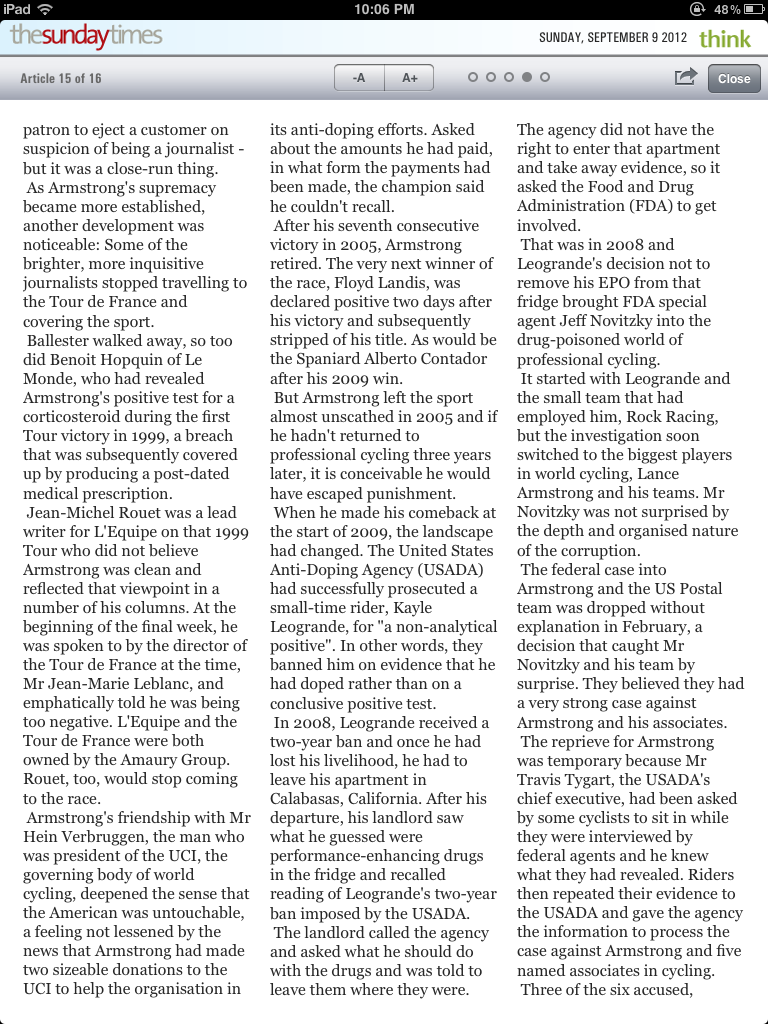 iPad
10:06 PM
48%
thesundaytimes
SUNDAY, SEPTEMBER 9 2012
think
Article 15 of 16
-A
A+
Close
patron to eject a customer on
suspicion of being a journalist -
but it was a close-run thing.
As Armstrong's supremacy
became more established,
another development was
noticeable: Some of the
brighter, more inquisitive
journalists stopped travelling to
the Tour de France and
covering the sport.
Ballester walked away, so too
did Benoit Hopquin of Le
Monde, who had revealed
Armstrong's positive test for a
corticosteroid during the first
Tour victory in 1999, a breach
that was subsequently covered
up by producing a post-dated
medical prescription.
Jean-Michel Rouet was a lead
writer for L'Equipe on that 1999
Tour who did not believe
Armstrong was clean and
reflected that viewpoint in a
number of his columns. At the
beginning of the final week, he
was spoken to by the director of
the Tour de France at the time,
Mr Jean-Marie Leblanc, and
emphatically told he was being
too negative. L'Equipe and the
Tour de France were both
owned by the Amaury Group.
Rouet, too, would stop coming
to the race.
Armstrong's friendship with Mr
Hein Verbruggen, the man who
was president of the UCI, the
governing body of world
cycling, deepened the sense that
the American was untouchable,
a feeling not lessened by the
news that Armstrong had made
two sizeable donations to the
UCI to help the organisation in
its anti-doping efforts. Asked
about the amounts he had paid,
in what form the payments had
been made, the champion said
he couldn't recall.
After his seventh consecutive
victory in 2005, Armstrong
retired. The very next winner of
the race, Floyd Landis, was
declared positive two days after
his victory and subsequently
stripped of his title. As would be
the Spaniard Alberto Contador
after his 2009 win.
But Armstrong left the sport
almost unscathed in 2005 and if
he hadn't returned to
professional cycling three years
later, it is conceivable he would
have escaped punishment.
When he made his comeback at
the start of 2009, the landscape
had changed. The United States
Anti-Doping Agency (USADA)
had successfully prosecuted a
small-time rider, Kayle
Leogrande, for "a non-analytical
positive". In other words, they
banned him on evidence that he
had doped rather than on a
conclusive positive test.
In 2008, Leogrande received a
two-year ban and once he had
lost his livelihood, he had to
leave his apartment in
Calabasas, California. After his
departure, his landlord saw
what he guessed were
performance-enhancing drugs
in the fridge and recalled
reading of Leogrande's two-year
ban imposed by the USADA.
The landlord called the agency
and asked what he should do
with the drugs and was told to
leave them where they were.
The agency did not have the
right to enter that apartment
and take away evidence, so it
asked the Food and Drug
Administration (FDA) to get
involved.
That was in 2008 and
Leogrande's decision not to
remove his EPO from that
fridge brought FDA special
agent Jeff Novitzky into the
drug-poisoned world of
professional cycling.
It started with Leogrande and
the small team that had
employed him, Rock Racing,
but the investigation soon
switched to the biggest players
in world cycling, Lance
Armstrong and his teams. Mr
Novitzky was not surprised by
the depth and organised nature
of the corruption.
The federal case into
Armstrong and the US Postal
team was dropped without
explanation in February, a
decision that caught Mr
Novitzky and his team by
surprise. They believed they had
a very strong case against
Armstrong and his associates.
The reprieve for Armstrong
was temporary because Mr
Travis Tygart, the USADA's
chief executive, had been asked
by some cyclists to sit in while
they were interviewed by
federal agents and he knew
what they had revealed. Riders
then repeated their evidence to
the USADA and gave the agency
the information to process the
case against Armstrong and five
named associates in cycling.
Three of the six accused,